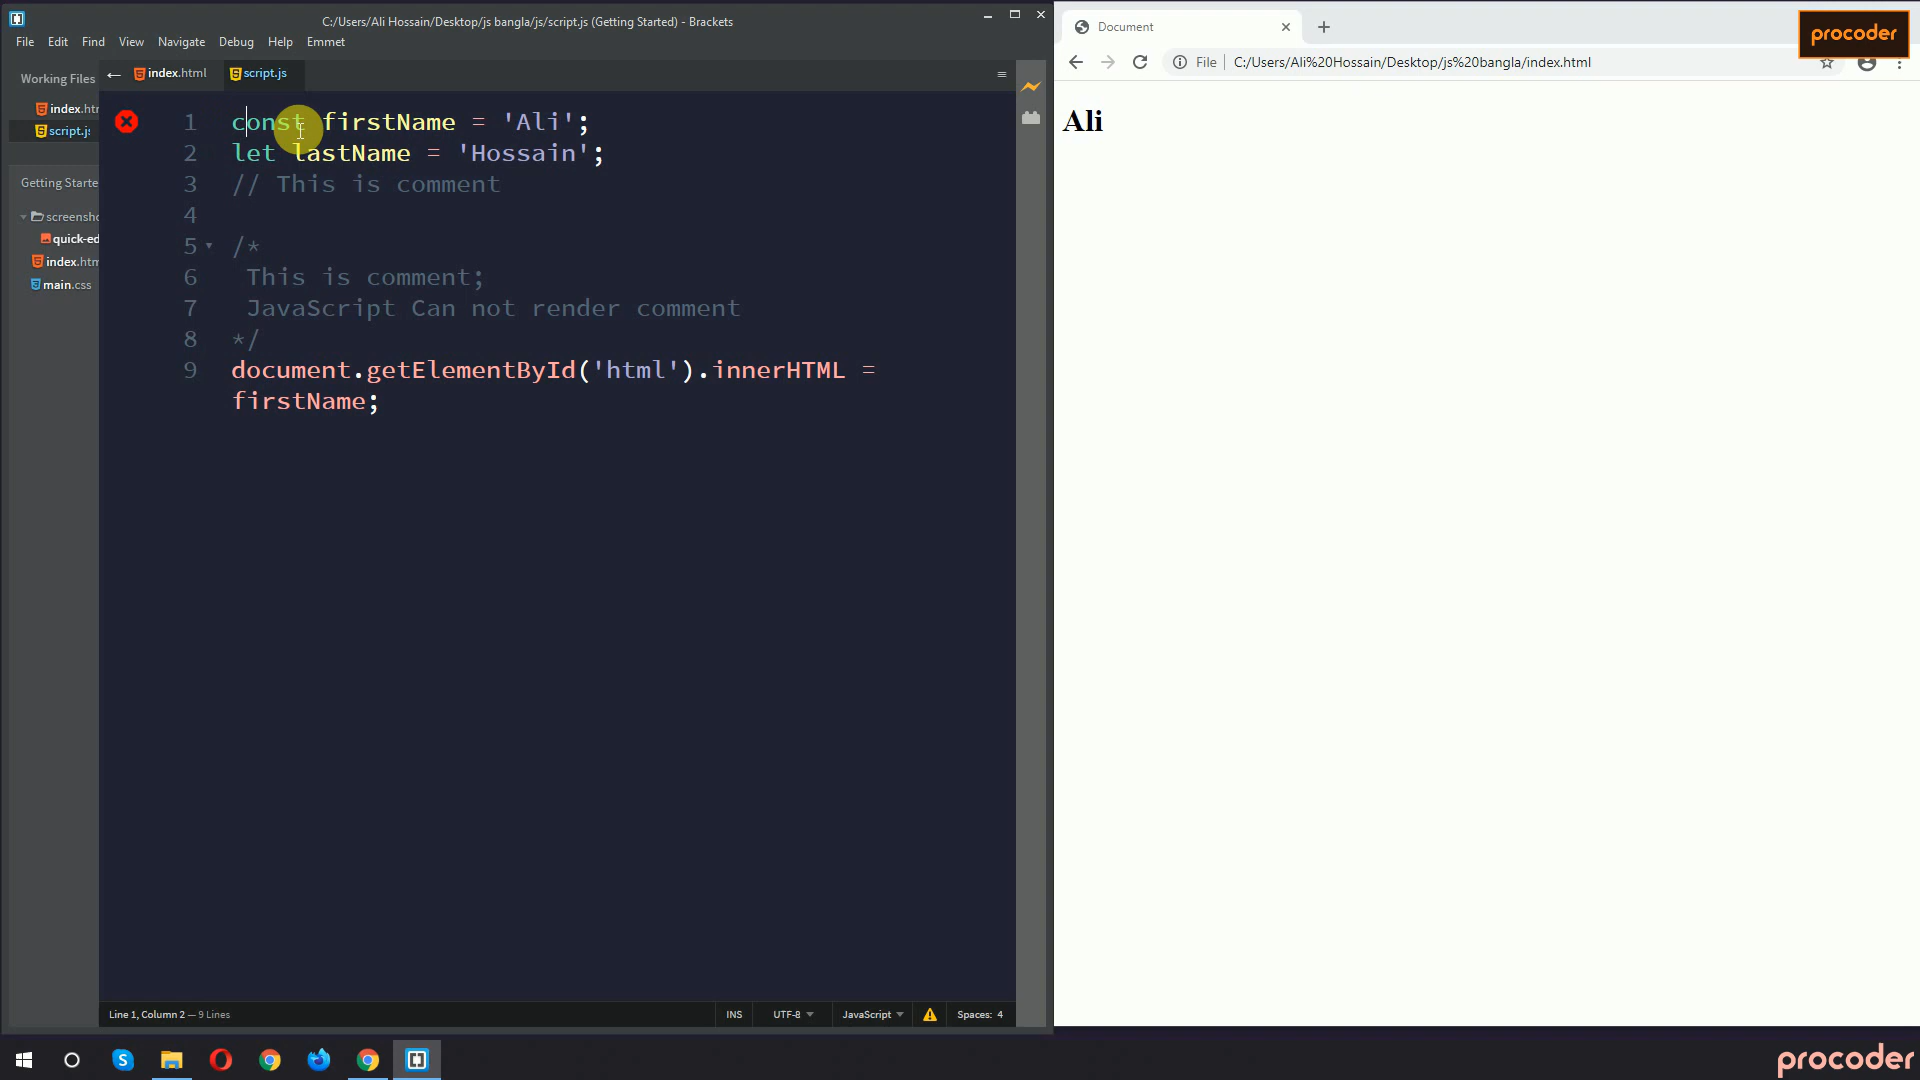 C:/Users/Ali Hossain/Desktop/js bangla/js/script.js (Getting Started) - Brackets
File Edit Find View Navigate Debug Help Emmet
Working Files
index.htm
script.js
Getting Starte
screensho
quick-ed
index.htm
main.css
index.html script.js
1 const firstName = 'Ali';
2 let lastName = 'Hossain';
3 // This is comment
4
5 /*
6 This is comment;
7 JavaScript Can not render comment
8 */
9 document.getElementById('html').innerHTML =
firstName;
Line 1, Column 2 — 9 Lines
INS UTF-8 JavaScript Spaces: 4
Document
File C:/Users/Ali%20Hossain/Desktop/js%20bangla/index.html
procoder
Ali
procoder